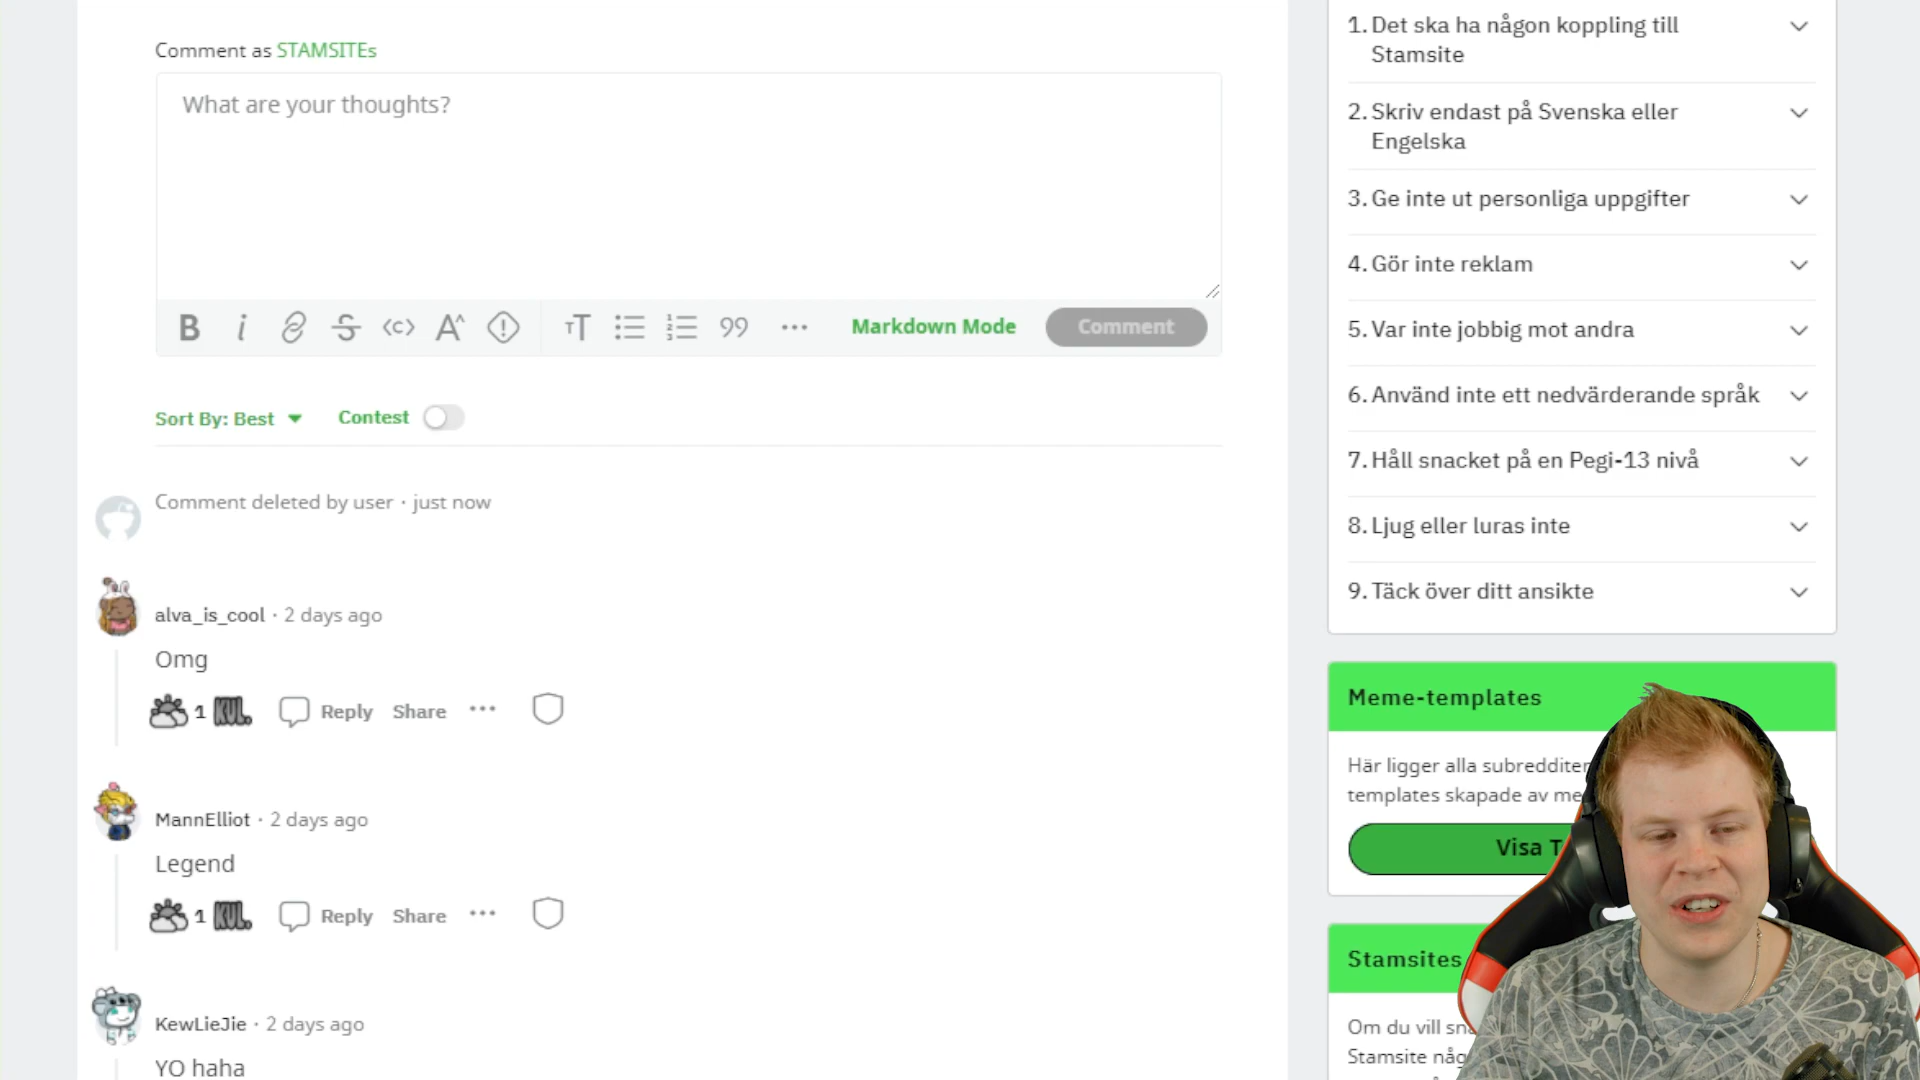 Comment as STAMSITEs
What are your thoughts?
Markdown Mode
Comment
Sort By: Best
Contest
Comment deleted by user · just now
alva_is_cool · 2 days ago
Omg
1 KUL.
Reply
Share
MannElliot · 2 days ago
Legend
1 KUL.
Reply
Share
KewLieJie · 2 days ago
YO haha
1. Det ska ha någon koppling till
Stamsite
2. Skriv endast på Svenska eller
Engelska
3. Ge inte ut personliga uppgifter
4. Gör inte reklam
5. Var inte jobbig mot andra
6. Använd inte ett nedvärderande språk
7. Håll snacket på en Pegi-13 nivå
8. Ljug eller luras inte
9. Täck över ditt ansikte
Meme-templates
Här ligger alla subredditen
templates skapade av me
Visa T
Stamsites
Om du vill sn
Stamsite någ